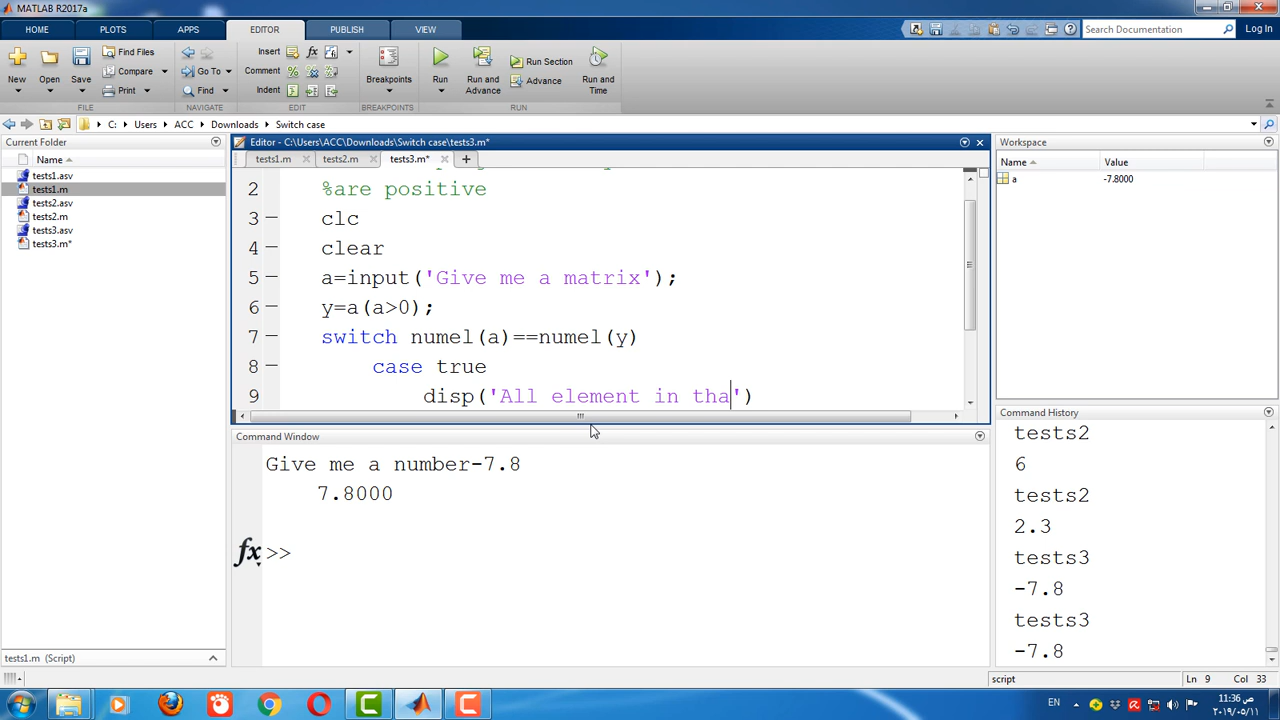 MATLAB R2017a
HOME PLOTS APPS EDITOR PUBLISH VIEW Search Documentation Log In
New Open Save Find Files Compare Print
Go To Find
Insert fx Comment % Indent
Breakpoints
Run Run and Advance Run Section Advance Run and Time
FILE NAVIGATE EDIT BREAKPOINTS RUN
C: Users ACC Downloads Switch case
Current Folder
Name
tests1.asv
tests1.m
tests2.asv
tests2.m
tests3.asv
tests3.m*
tests1.m (Script)
Editor - C:\Users\ACC\Downloads\Switch case\tests3.m*
tests1.m tests2.m tests3.m* +
2 %are positive
3 clc
4 clear
5 a=input('Give me a matrix');
6 y=a(a>0);
7 switch numel(a)==numel(y)
8 case true
9 disp('All element in tha')
Command Window
Give me a number-7.8
7.8000
fx >>
Workspace
Name Value
a -7.8000
Command History
tests2
6
tests2
2.3
tests3
-7.8
tests3
-7.8
script Ln 9 Col 33
EN
11:36 ص
٢٠١٩/٠٥/١١